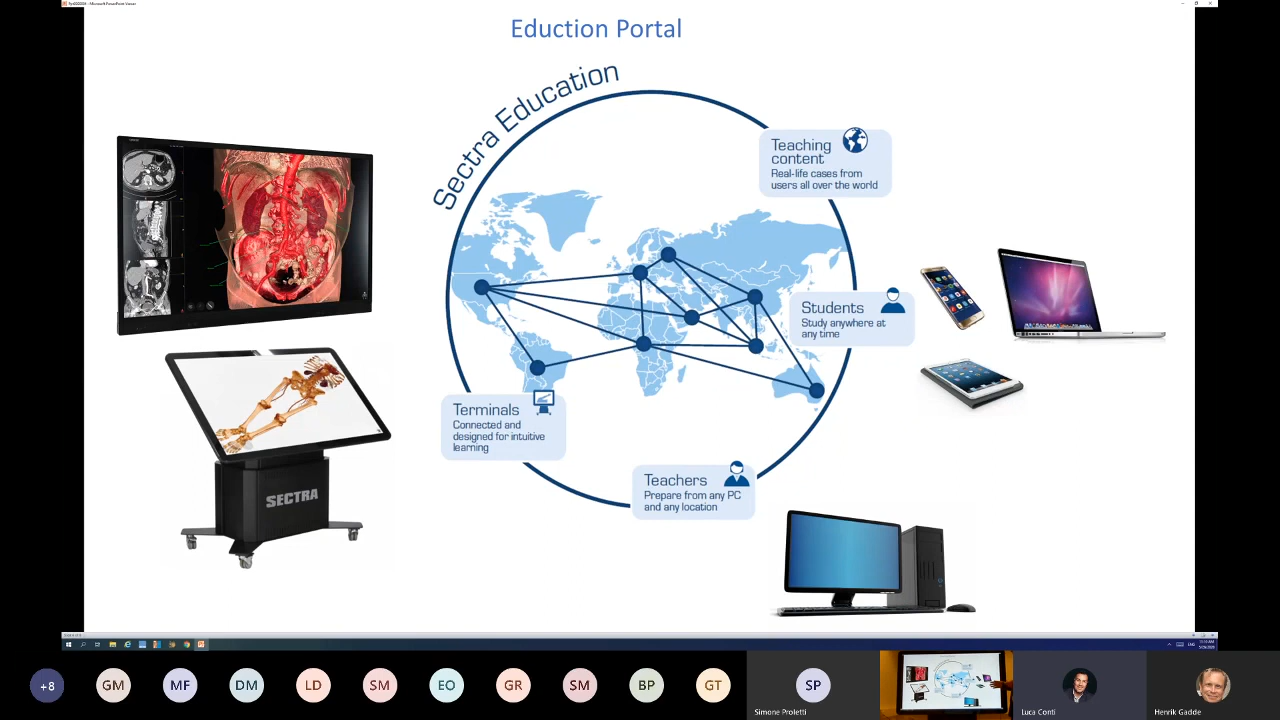 Eduction Portal
Sectra Education
Teaching
content
Real-life cases from
users all over the world
Students
Study anywhere at
any time
Terminals
Connected and
designed for intuitive
learning
Teachers
Prepare from any PC
and any location
SECTRA
+8
GM
MF
DM
LD
SM
EO
GR
SM
BP
GT
SP
Simone Proletti
Luca Conti
Henrik Gadde